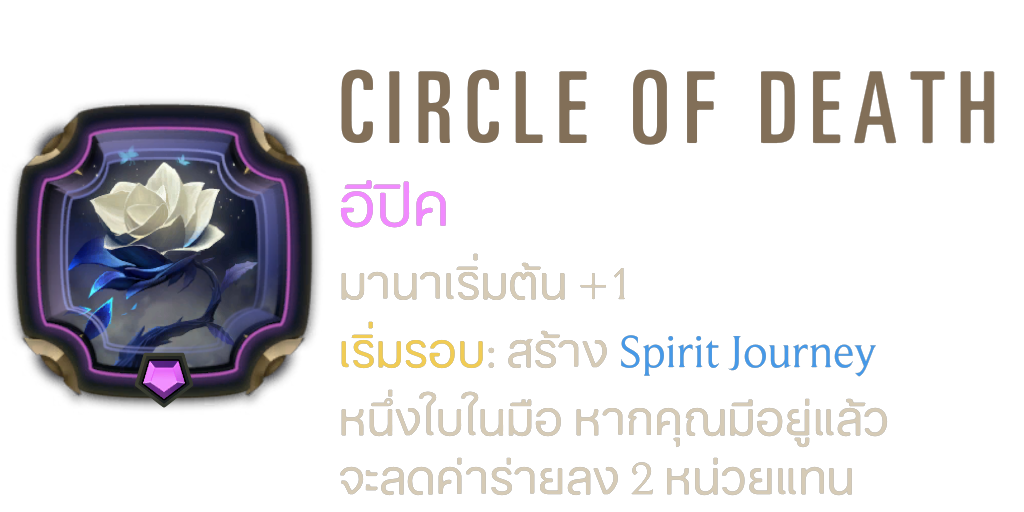 CIRCLE OF DEATH
อีปิค
มานาเริ่มต้น +1
เริ่มรอบ: สร้าง Spirit Journey
หนึ่งใบในมือ หากคุณมีอยู่แล้ว
จะลดค่าร่ายลง 2 หน่วยแทน